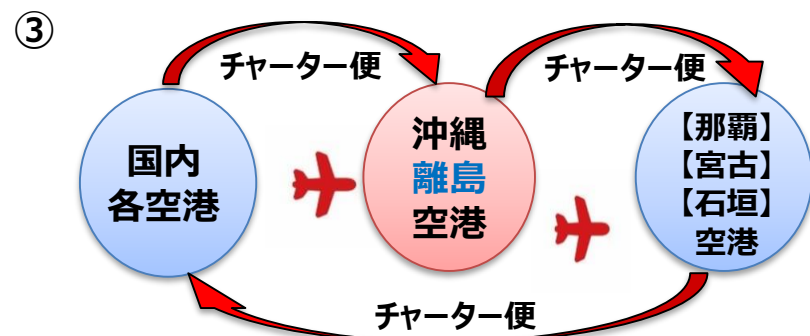 ③
チャーター便
チャーター便
国内
各空港
沖縄
離島
空港
【那覇】
【宮古】
【石垣】
空港
チャーター便